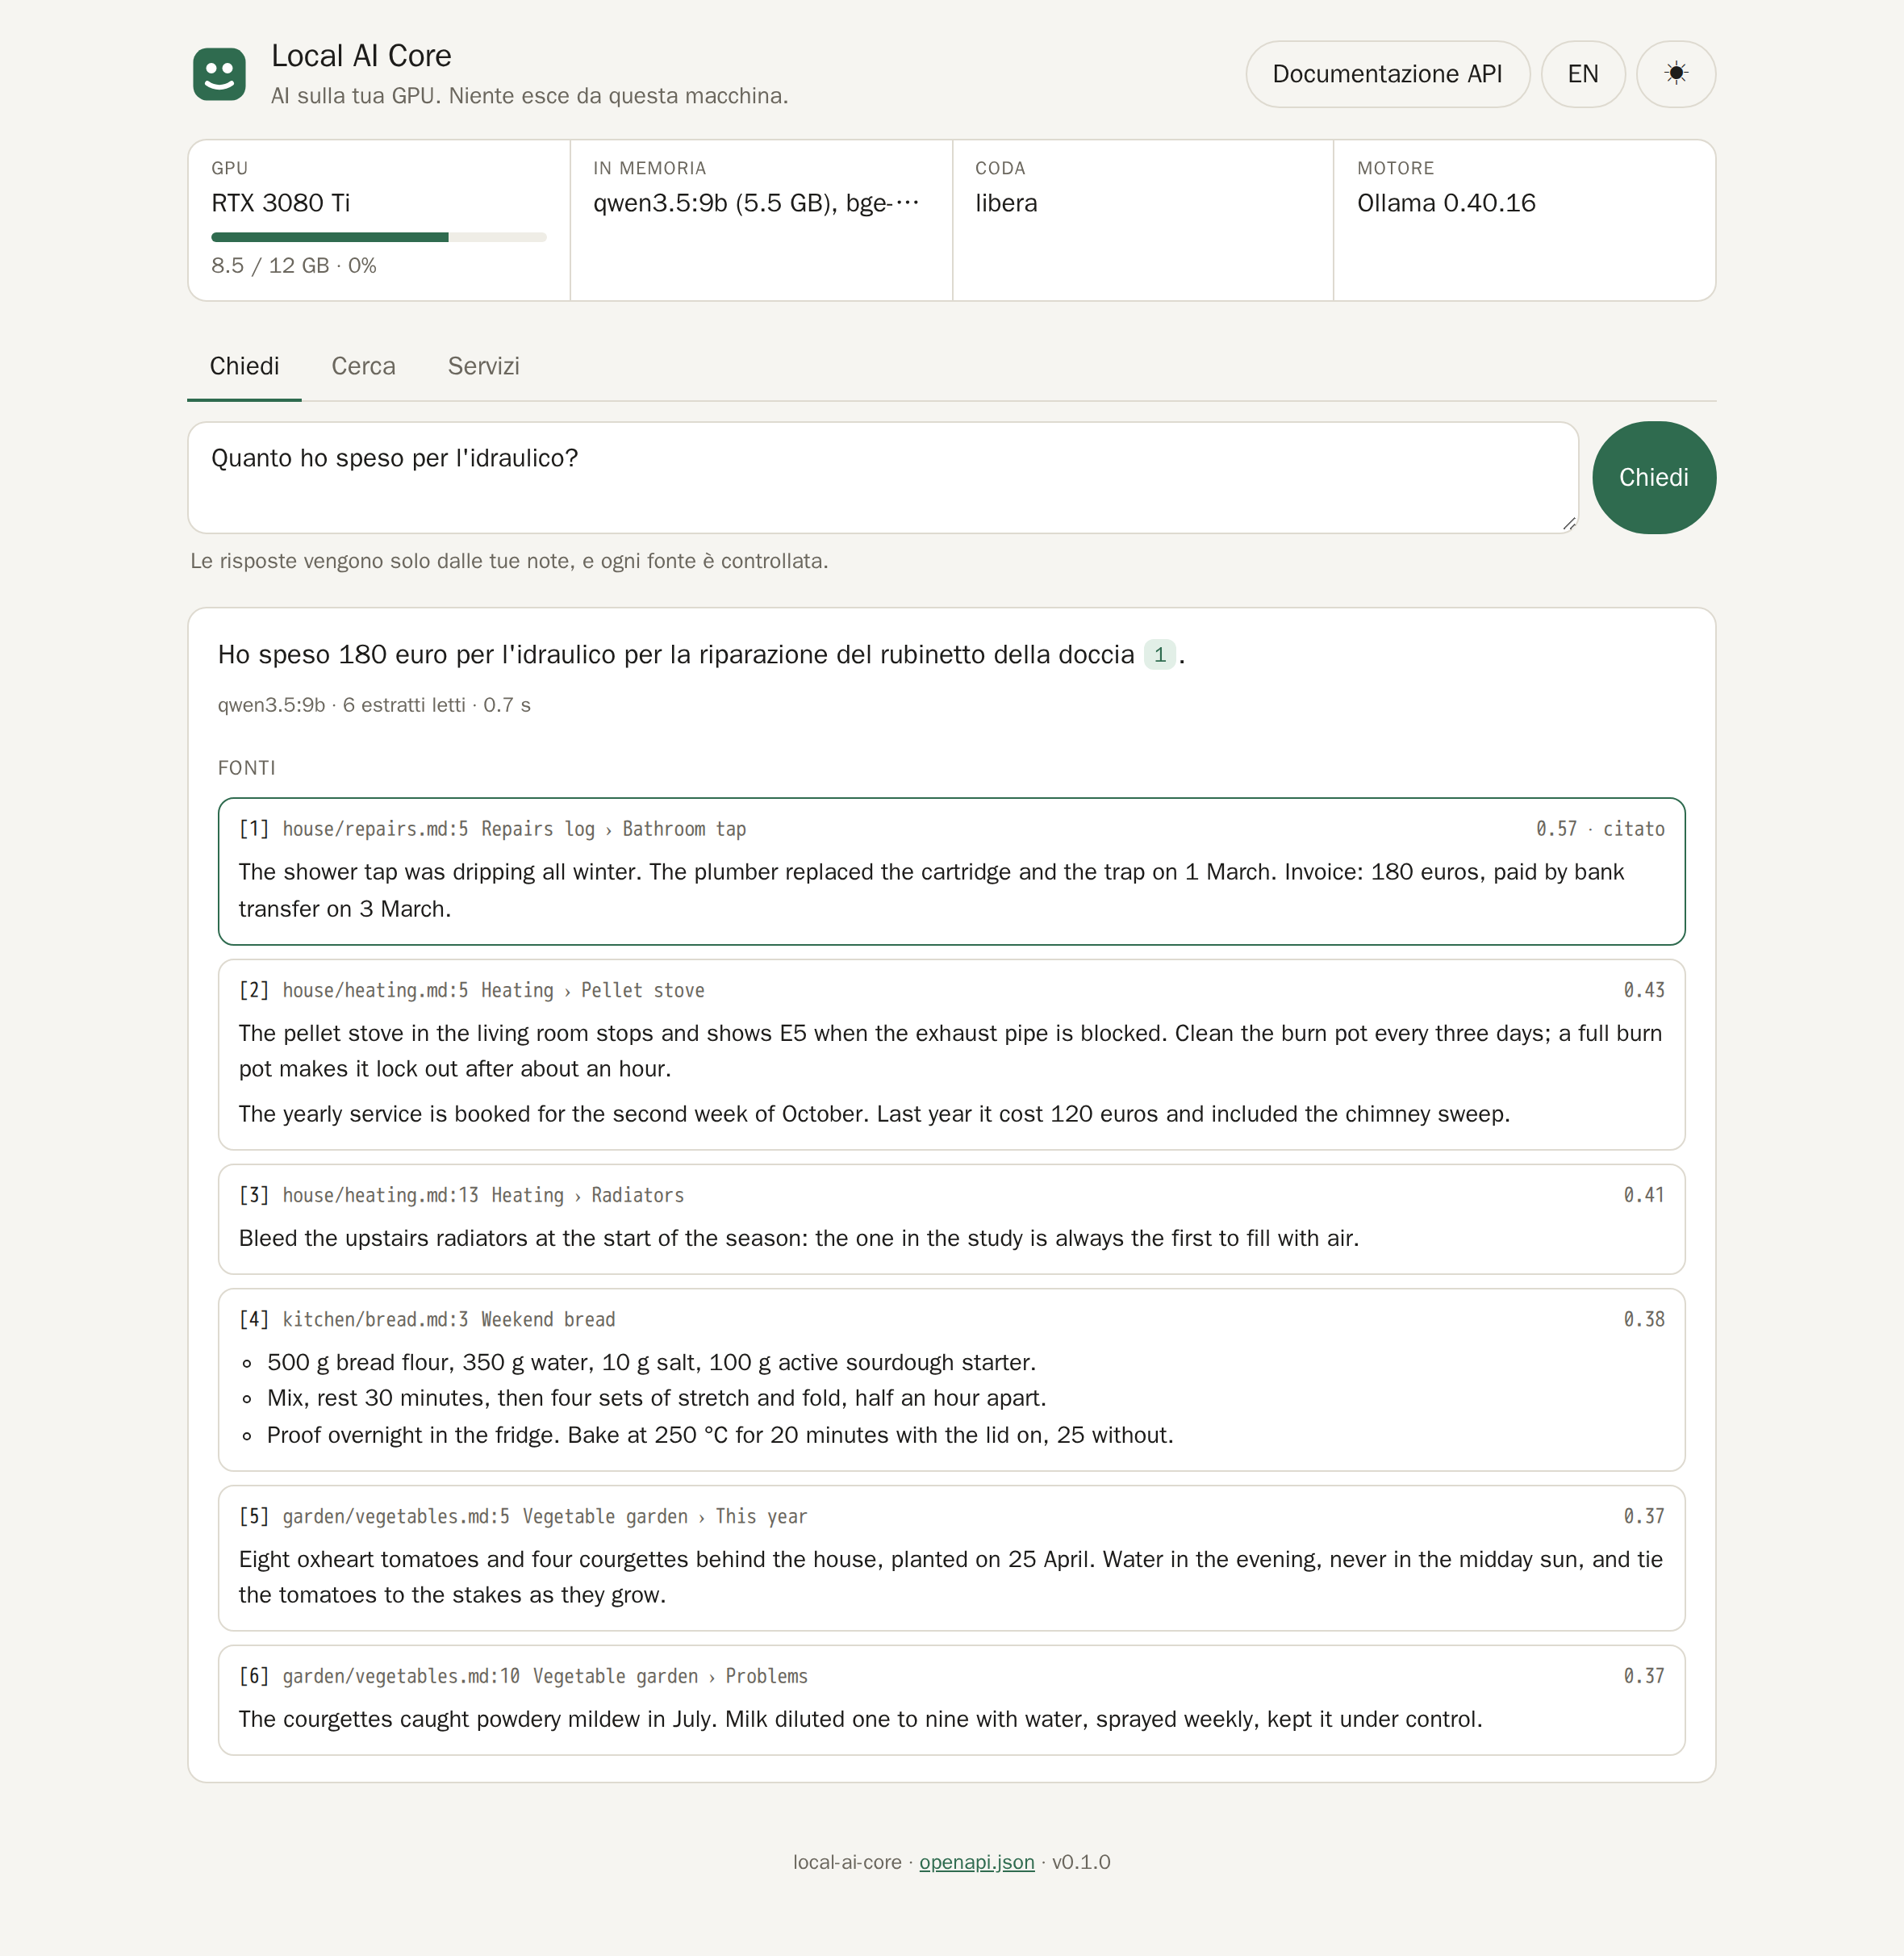 Local AI Core
AI sulla tua GPU. Niente esce da questa macchina.
Documentazione API
EN
GPU
RTX 3080 Ti
8.5 / 12 GB · 0%
IN MEMORIA
qwen3.5:9b (5.5 GB), bge-···
CODA
libera
MOTORE
Ollama 0.40.16
Chiedi
Cerca
Servizi
Quanto ho speso per l'idraulico?
Chiedi
Le risposte vengono solo dalle tue note, e ogni fonte è controllata.
Ho speso 180 euro per l'idraulico per la riparazione del rubinetto della doccia 1.
qwen3.5:9b · 6 estratti letti · 0.7 s
FONTI
[1] house/repairs.md:5 Repairs log › Bathroom tap 0.57 · citato
The shower tap was dripping all winter. The plumber replaced the cartridge and the trap on 1 March. Invoice: 180 euros, paid by bank
transfer on 3 March.
[2] house/heating.md:5 Heating › Pellet stove 0.43
The pellet stove in the living room stops and shows E5 when the exhaust pipe is blocked. Clean the burn pot every three days; a full burn
pot makes it lock out after about an hour.
The yearly service is booked for the second week of October. Last year it cost 120 euros and included the chimney sweep.
[3] house/heating.md:13 Heating › Radiators 0.41
Bleed the upstairs radiators at the start of the season: the one in the study is always the first to fill with air.
[4] kitchen/bread.md:3 Weekend bread 0.38
500 g bread flour, 350 g water, 10 g salt, 100 g active sourdough starter.
Mix, rest 30 minutes, then four sets of stretch and fold, half an hour apart.
Proof overnight in the fridge. Bake at 250 °C for 20 minutes with the lid on, 25 without.
[5] garden/vegetables.md:5 Vegetable garden › This year 0.37
Eight oxheart tomatoes and four courgettes behind the house, planted on 25 April. Water in the evening, never in the midday sun, and tie
the tomatoes to the stakes as they grow.
[6] garden/vegetables.md:10 Vegetable garden › Problems 0.37
The courgettes caught powdery mildew in July. Milk diluted one to nine with water, sprayed weekly, kept it under control.
local-ai-core · openapi.json · v0.1.0